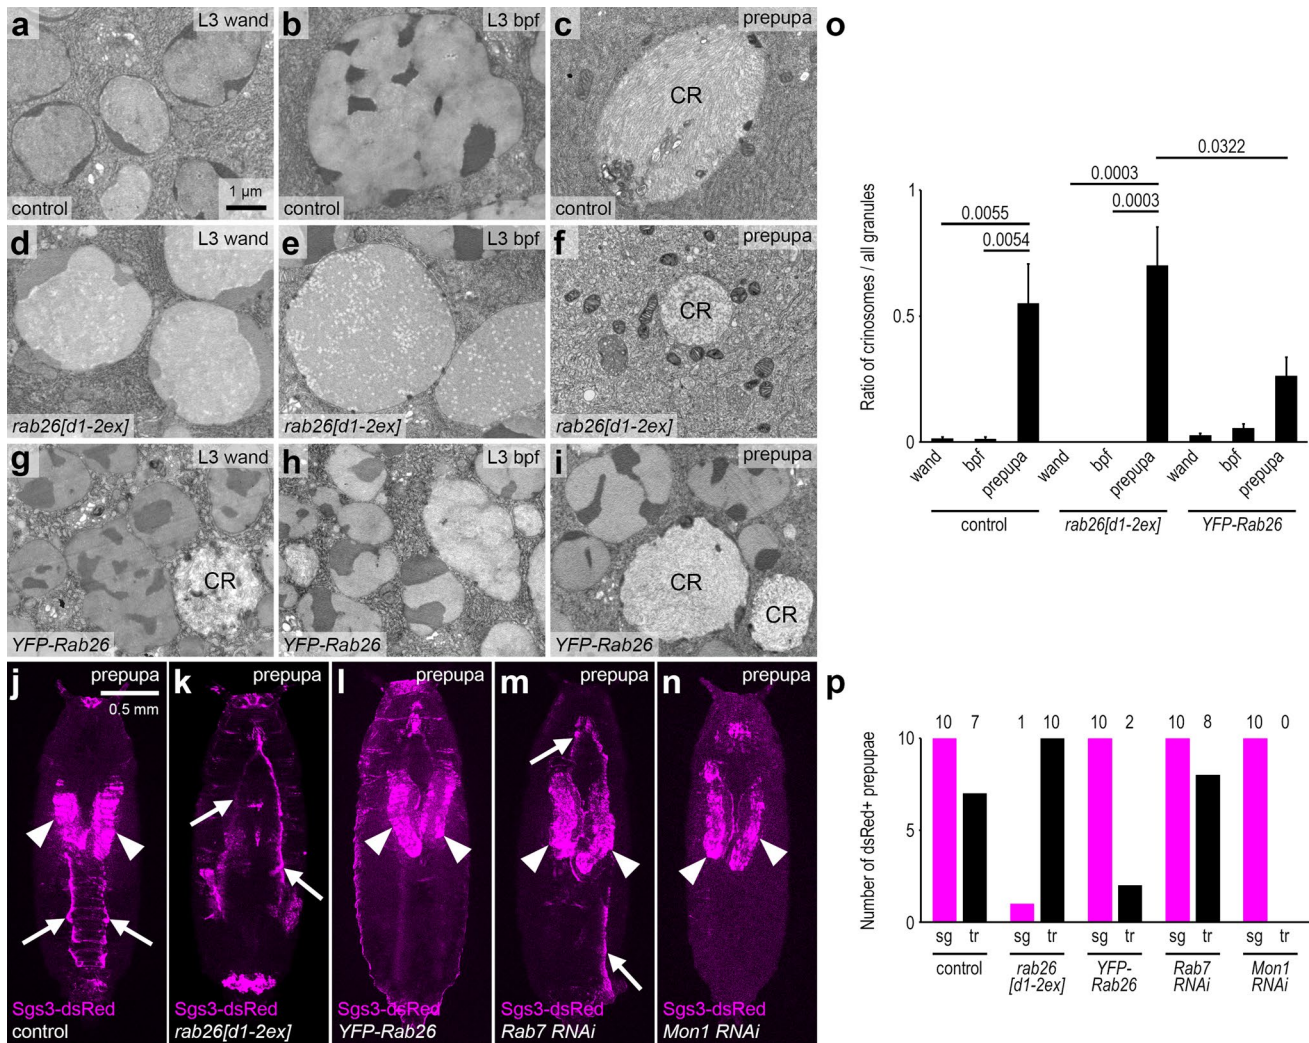 a L3 wand
1 µm
control
b L3 bpf
control
c prepupa
CR
control
d L3 wand
rab26[d1-2ex]
e L3 bpf
rab26[d1-2ex]
f prepupa
CR
rab26[d1-2ex]
g L3 wand
CR
YFP-Rab26
h L3 bpf
YFP-Rab26
i prepupa
CR
CR
YFP-Rab26
j prepupa
0.5 mm
Sgs3-dsRed
control
k prepupa
Sgs3-dsRed
rab26[d1-2ex]
l prepupa
Sgs3-dsRed
YFP-Rab26
m prepupa
Sgs3-dsRed
Rab7 RNAi
n prepupa
Sgs3-dsRed
Mon1 RNAi
o
Ratio of crinosomes / all granules
1
0.5
0
0.0055
0.0054
0.0003
0.0003
0.0322
wand bpf prepupa wand bpf prepupa wand bpf prepupa
control rab26[d1-2ex] YFP-Rab26
p
Number of dsRed+ prepupae
10
5
0
10 7 1 10 10 2 10 8 10 0
sg tr sg tr sg tr sg tr sg tr
control rab26 YFP- Rab7 Mon1
[d1-2ex] Rab26 RNAi RNAi